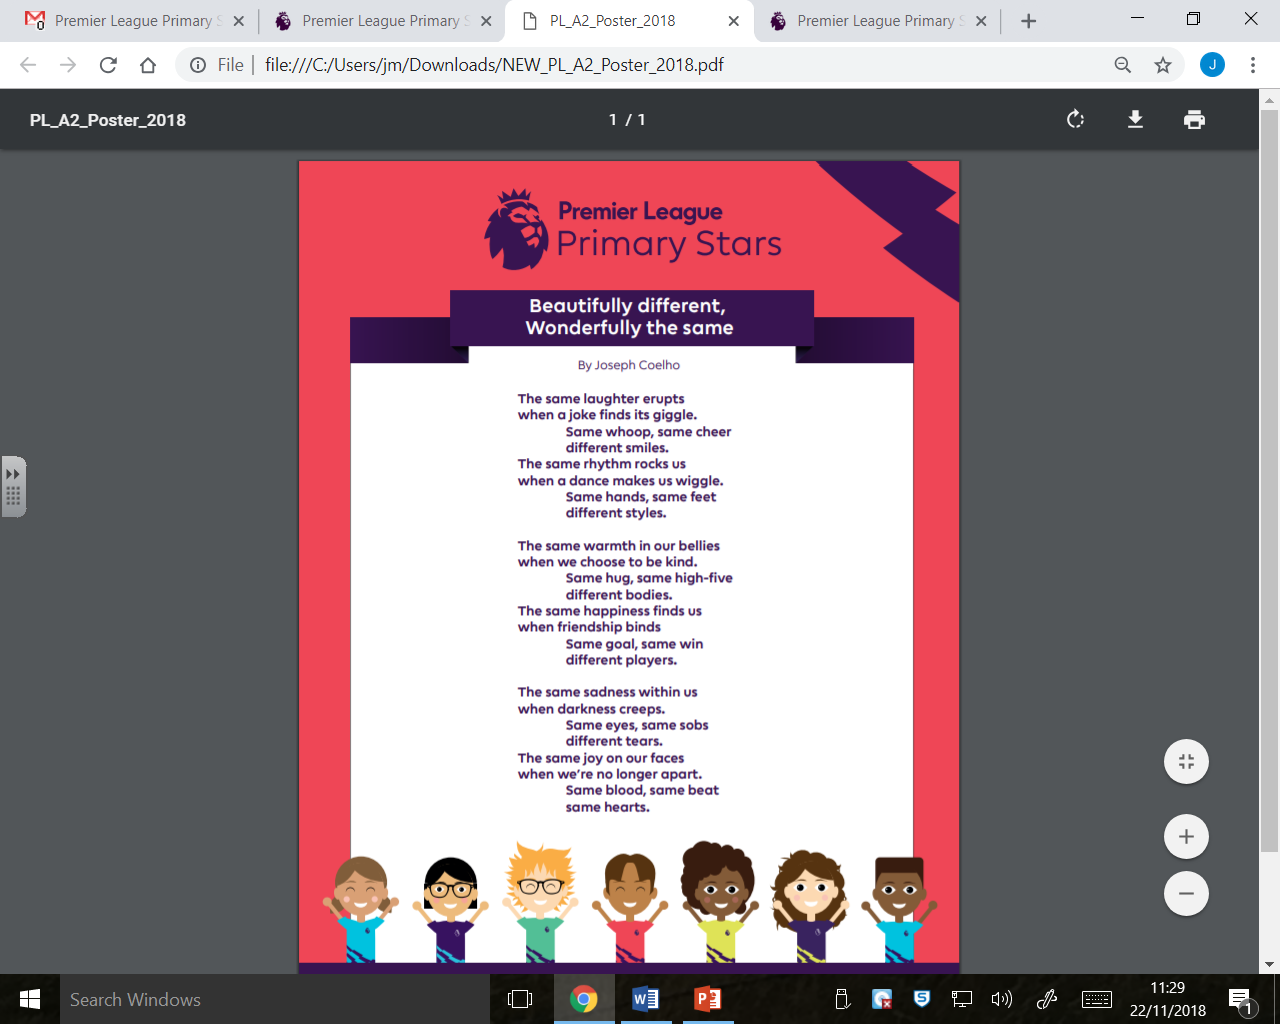 Premier League Primary S
Premier League Primary S
PL_A2_Poster_2018
Premier League Primary S
File
file:///C:/Users/jm/Downloads/NEW_PL_A2_Poster_2018.pdf
J
PL_A2_Poster_2018
1 / 1
Premier League
Primary Stars
Beautifully different,
Wonderfully the same
By Joseph Coelho
The same laughter erupts
when a joke finds its giggle.
Same whoop, same cheer
different smiles.
The same rhythm rocks us
when a dance makes us wiggle.
Same hands, same feet
different styles.
The same warmth in our bellies
when we choose to be kind.
Same hug, same high-five
different bodies.
The same happiness finds us
when friendship binds
Same goal, same win
different players.
The same sadness within us
when darkness creeps.
Same eyes, same sobs
different tears.
The same joy on our faces
when we're no longer apart.
Same blood, same beat
same hearts.
Search Windows
11:29
22/11/2018
1